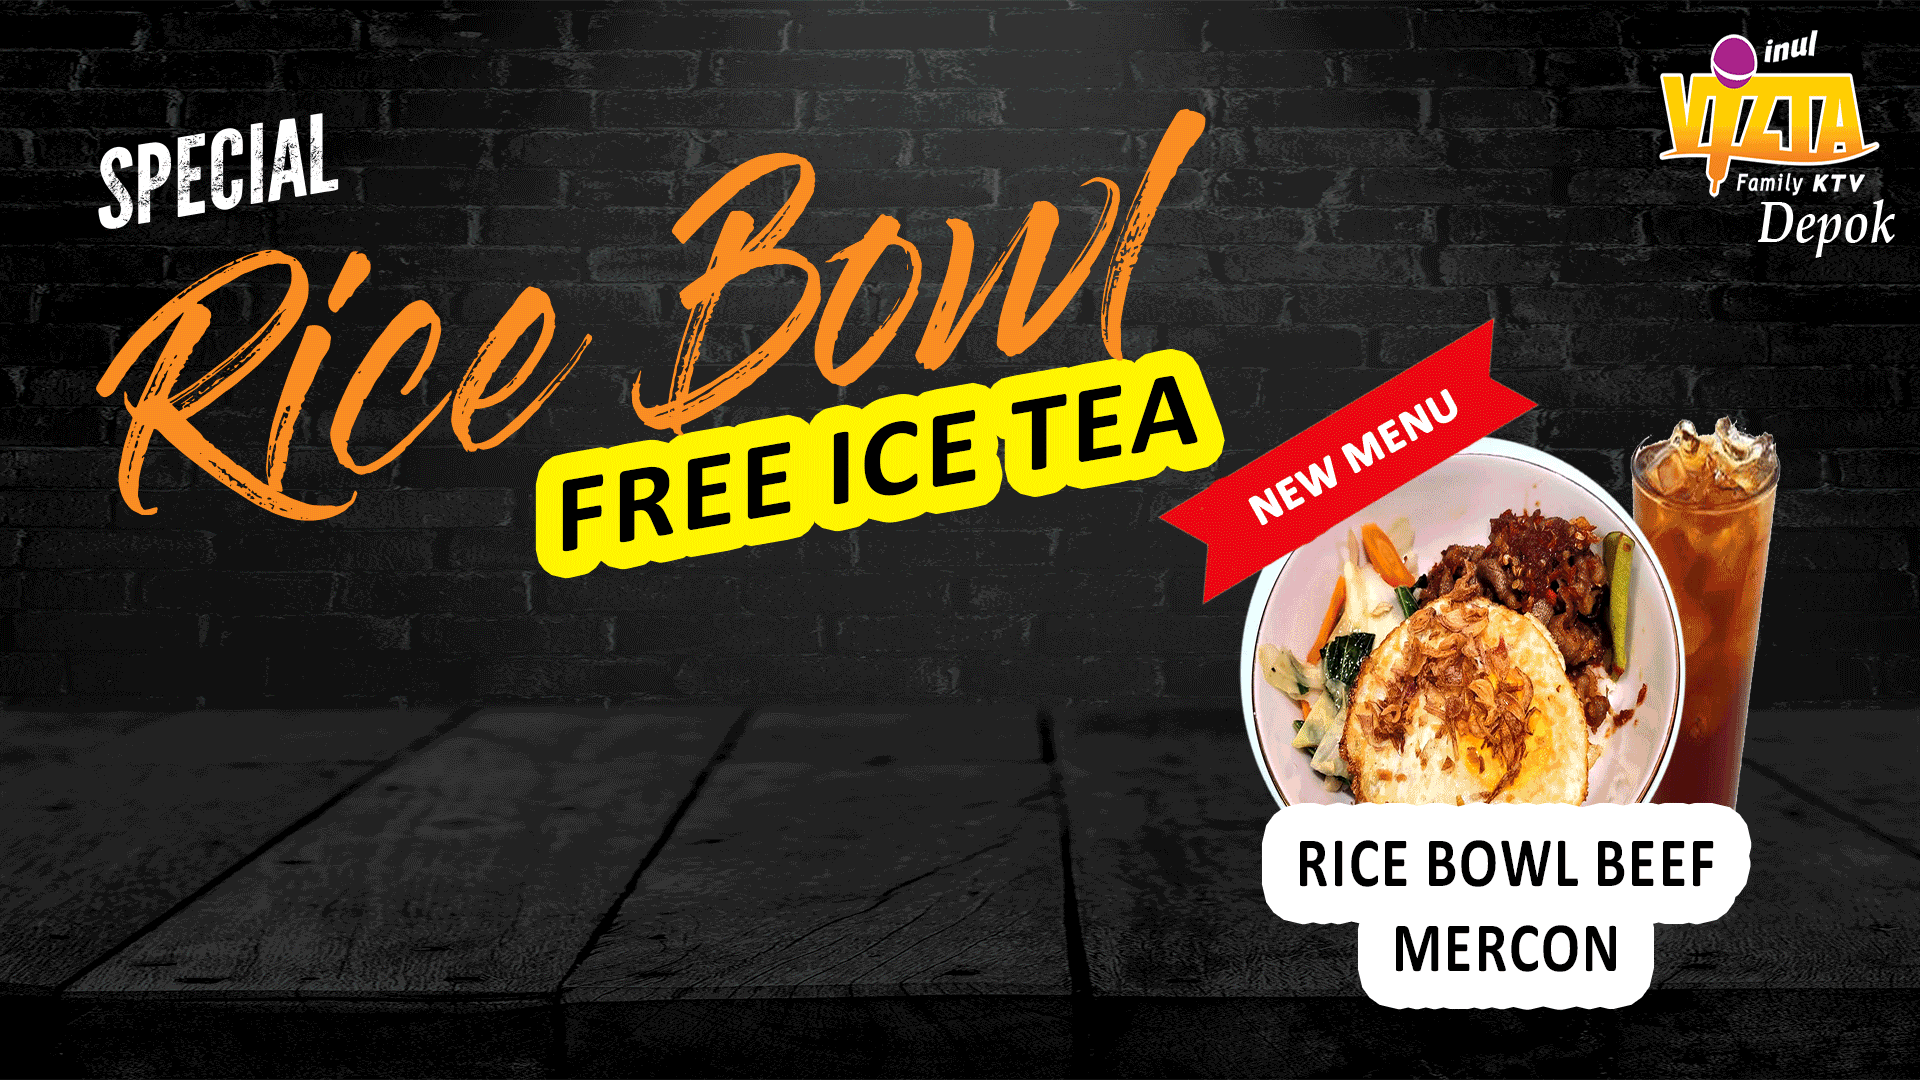 SPECIAL
Rice Bowl
FREE ICE TEA
inul
VIZTA
Family KTV
Depok
NEW MENU
RICE BOWL BEEF
MERCON